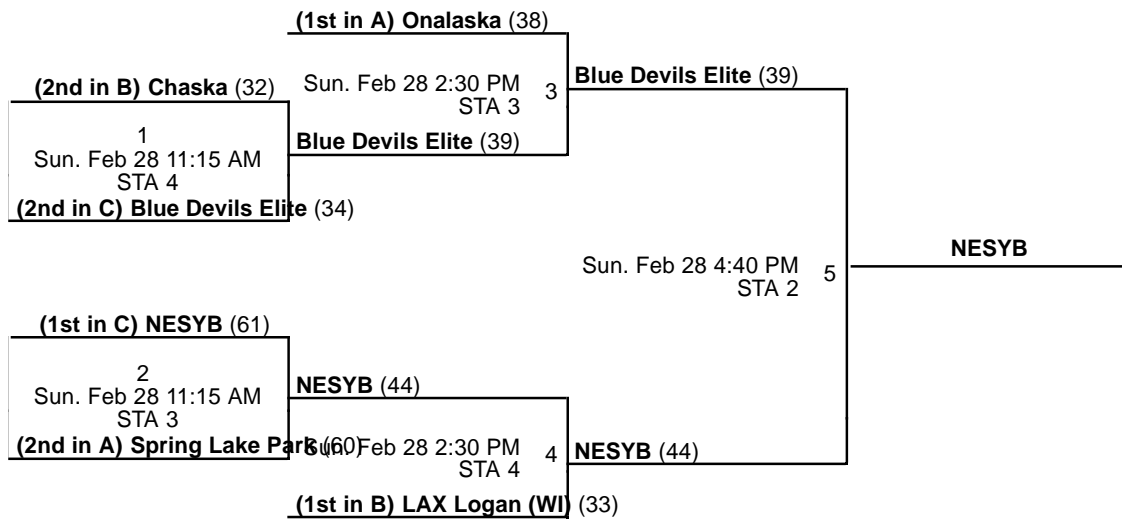 (1st in A) Onalaska (38)
(2nd in B) Chaska (32)
Sun. Feb 28 2:30 PM
STA 3
3
Blue Devils Elite (39)
1
Sun. Feb 28 11:15 AM
STA 4
Blue Devils Elite (39)
(2nd in C) Blue Devils Elite (34)
Sun. Feb 28 4:40 PM
STA 2
5
NESYB
(1st in C) NESYB (61)
2
Sun. Feb 28 11:15 AM
STA 3
NESYB (44)
(2nd in A) Spring Lake Park (60)
Sun. Feb 28 2:30 PM
STA 4
4
NESYB (44)
(1st in B) LAX Logan (WI) (33)